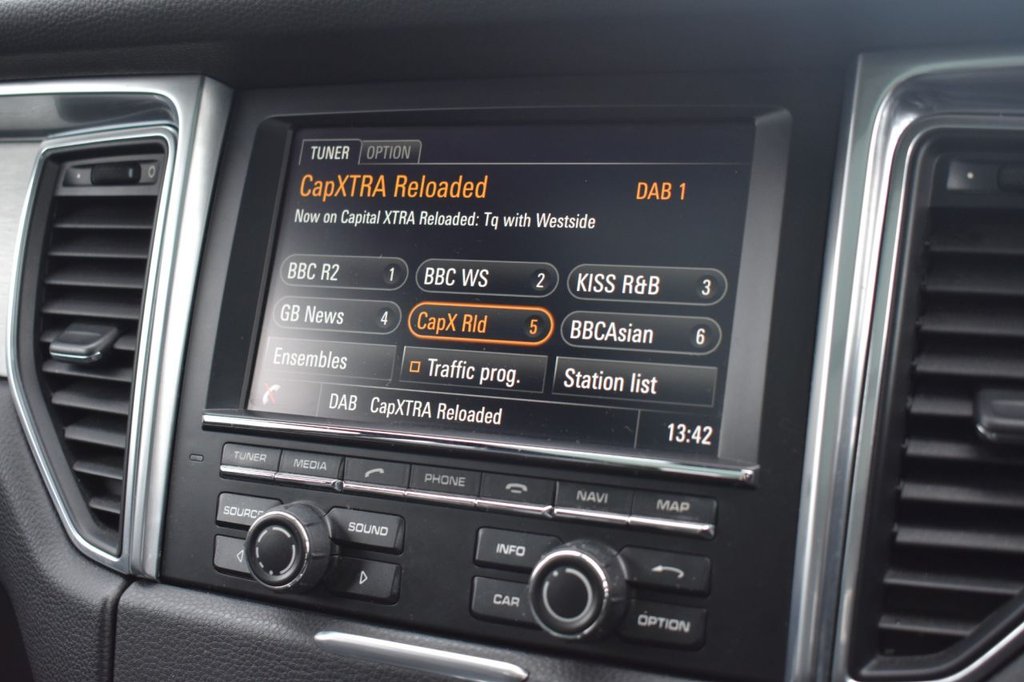 TUNER OPTION
CapXTRA Reloaded DAB 1
Now on Capital XTRA Reloaded: Tq with Westside
BBC R2 1 BBC WS 2 KISS R&B 3
GB News 4 CapX Rld 5 BBCAsian 6
Ensembles Traffic prog. Station list
DAB CapXTRA Reloaded 13:42
TUNER MEDIA PHONE NAVI MAP
SOURCE SOUND INFO
CAR OPTION